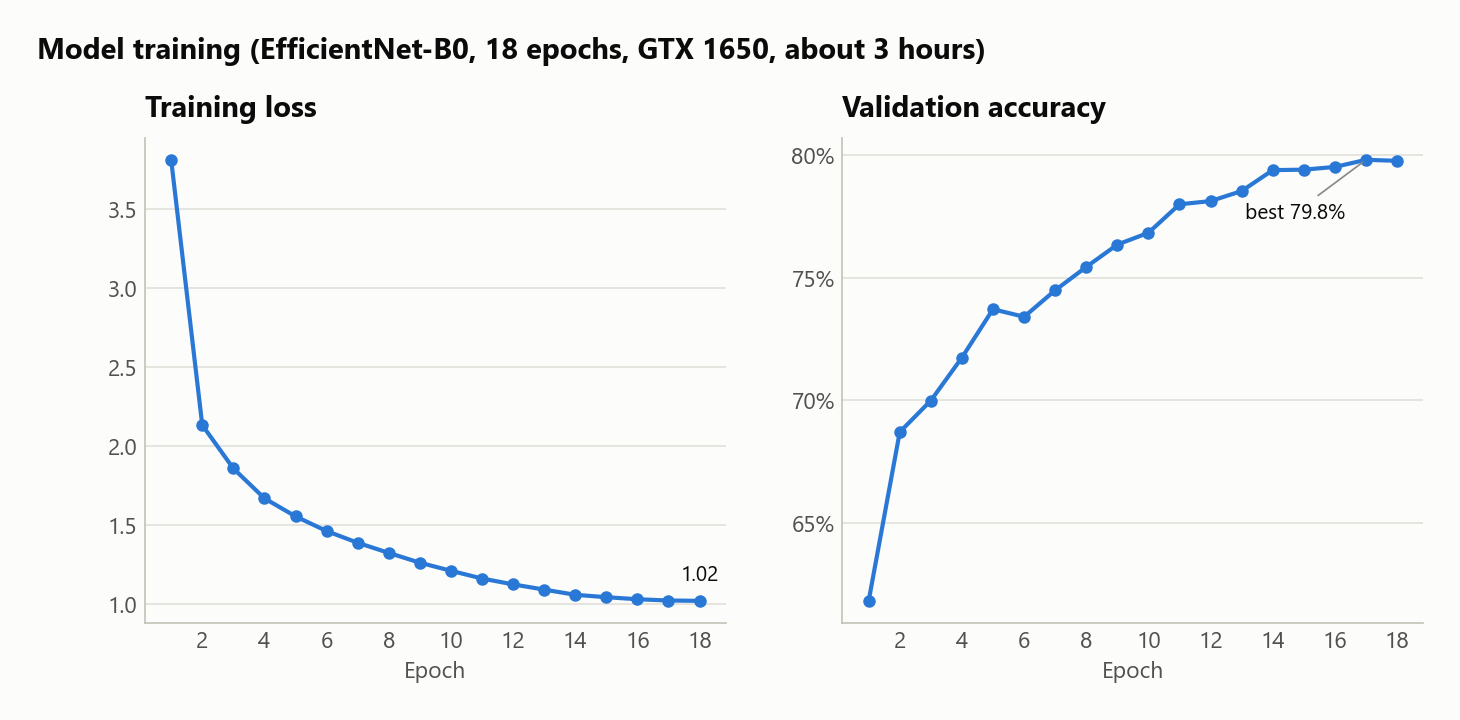 Model training (EfficientNet-B0, 18 epochs, GTX 1650, about 3 hours)
Training loss
3.5
3.0
2.5
2.0
1.5
1.0
1.02
2 4 6 8 10 12 14 16 18
Epoch
Validation accuracy
80%
75%
70%
65%
best 79.8%
2 4 6 8 10 12 14 16 18
Epoch